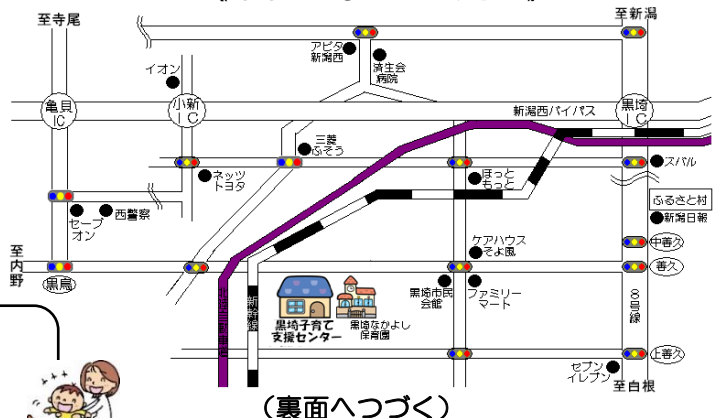 至寺尾
至新潟
アピタ
新潟西
済生会
病院
イオン
亀貝
IC
小新
IC
新潟西バイパス
黒埼
IC
三菱
ふそう
ネッツ
トヨタ
ほっと
もっと
スバル
ふるさと村
新潟日報
セーブ
オン
西警察
ケアハウス
そよ風
中善久
至
内
野
黒鳥
善久
黒埼市民
会館
ファミリー
マート
8号線
黒埼子育て
支援センター
黒埼なかよし
保育園
上善久
セブン
イレブン
至白根
(裏面へつづく)